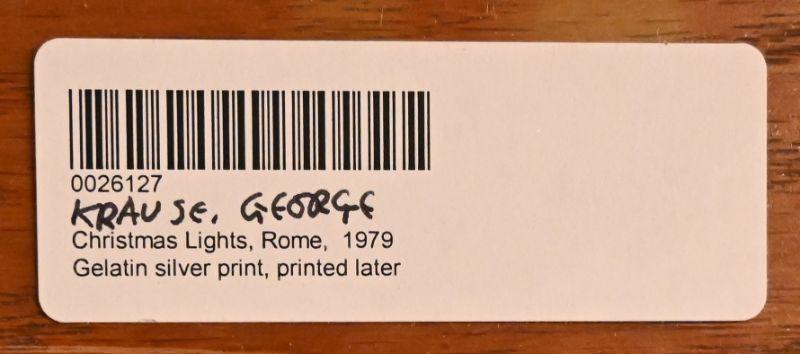 0026127
KRAUSE, GEORGE
Christmas Lights, Rome, 1979
Gelatin silver print, printed later